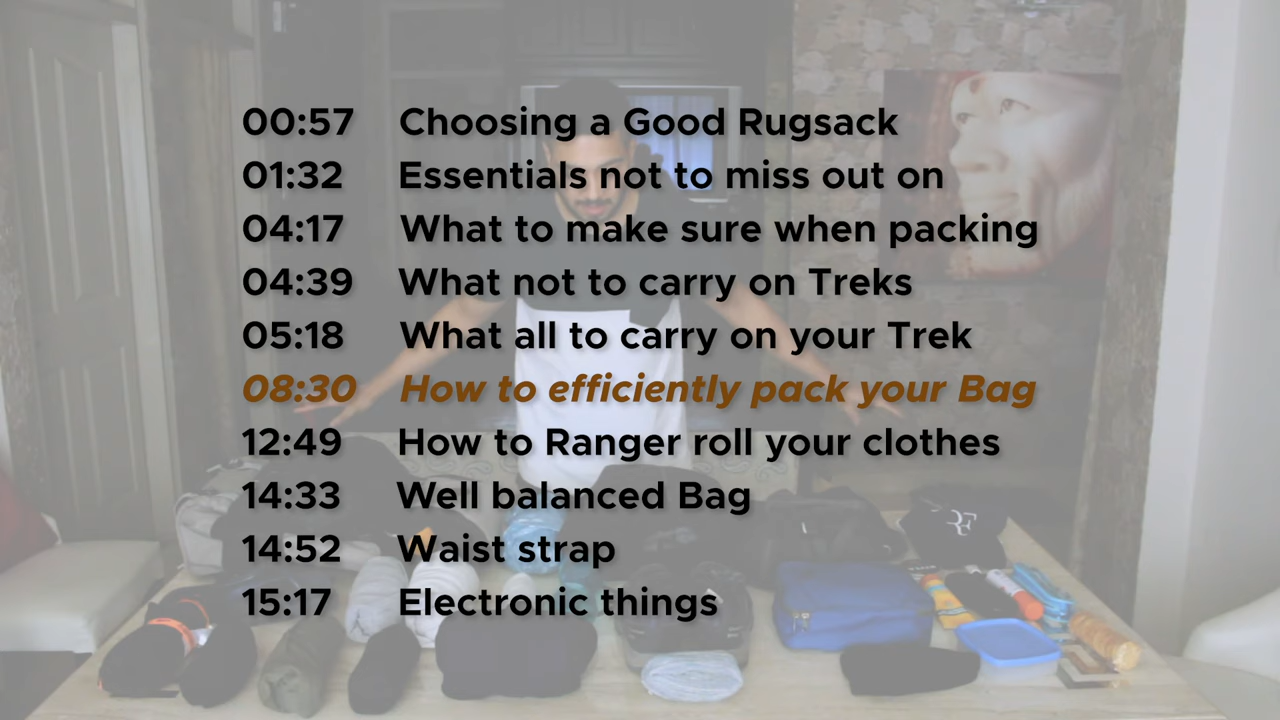 00:57 Choosing a Good Rugsack
01:32 Essentials not to miss out on
04:17 What to make sure when packing
04:39 What not to carry on Treks
05:18 What all to carry on your Trek
08:30 How to efficiently pack your Bag
12:49 How to Ranger roll your clothes
14:33 Well balanced Bag
14:52 Waist strap
15:17 Electronic things